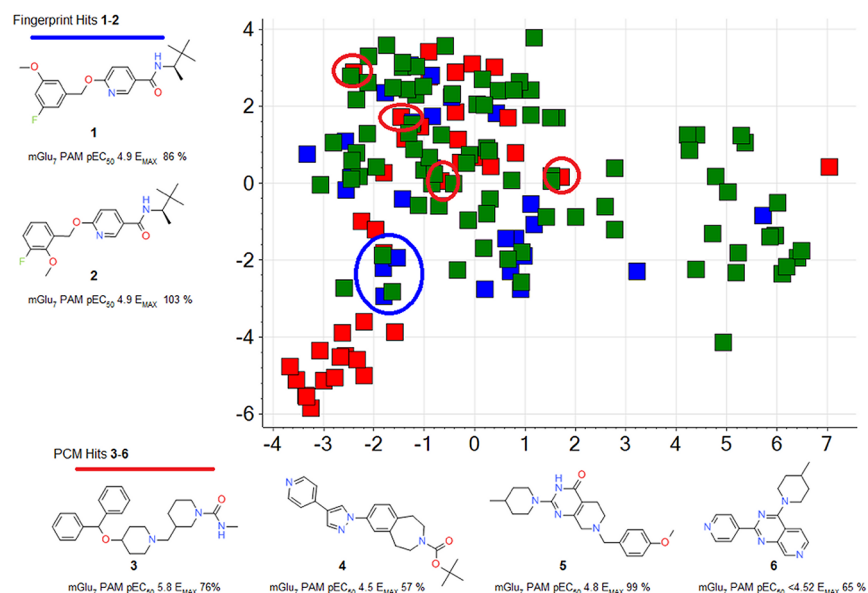 Fingerprint Hits 1-2
1
mGlu7 PAM pEC50 4.9 EMAX 86 %
2
mGlu7 PAM pEC50 4.9 EMAX 103 %
4
2
0
-2
-4
-6
-4 -3 -2 -1 0 1 2 3 4 5 6 7
PCM Hits 3-6
3
mGlu7 PAM pEC50 5.8 EMAX 76%
4
mGlu7 PAM pEC50 4.5 EMAX 57 %
5
mGlu7 PAM pEC50 4.8 EMAX 99 %
6
mGlu7 PAM pEC50 <4.52 EMAX 65 %